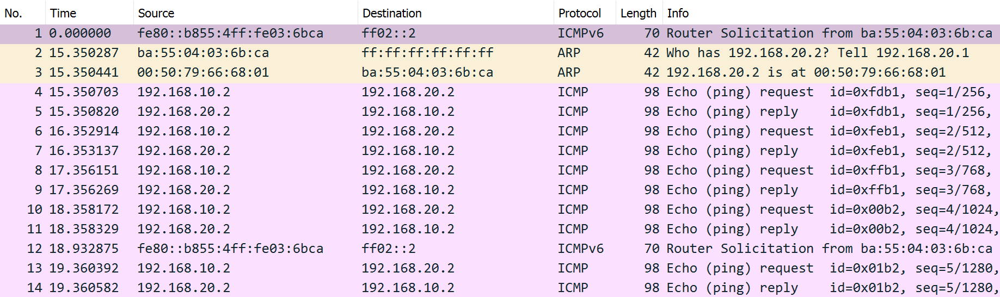 No. Time Source Destination Protocol Length Info
1 0.000000 fe80::b855:4ff:fe03:6bca ff02::2 ICMPv6 70 Router Solicitation from ba:55:04:03:6b:ca
2 15.350287 ba:55:04:03:6b:ca ff:ff:ff:ff:ff:ff ARP 42 Who has 192.168.20.2? Tell 192.168.20.1
3 15.350441 00:50:79:66:68:01 ba:55:04:03:6b:ca ARP 42 192.168.20.2 is at 00:50:79:66:68:01
4 15.350703 192.168.10.2 192.168.20.2 ICMP 98 Echo (ping) request id=0xfdb1, seq=1/256,
5 15.350820 192.168.20.2 192.168.10.2 ICMP 98 Echo (ping) reply id=0xfdb1, seq=1/256,
6 16.352914 192.168.10.2 192.168.20.2 ICMP 98 Echo (ping) request id=0xfeb1, seq=2/512,
7 16.353137 192.168.20.2 192.168.10.2 ICMP 98 Echo (ping) reply id=0xfeb1, seq=2/512,
8 17.356151 192.168.10.2 192.168.20.2 ICMP 98 Echo (ping) request id=0xffb1, seq=3/768,
9 17.356269 192.168.20.2 192.168.10.2 ICMP 98 Echo (ping) reply id=0xffb1, seq=3/768,
10 18.358172 192.168.10.2 192.168.20.2 ICMP 98 Echo (ping) request id=0x00b2, seq=4/1024,
11 18.358329 192.168.20.2 192.168.10.2 ICMP 98 Echo (ping) reply id=0x00b2, seq=4/1024,
12 18.932875 fe80::b855:4ff:fe03:6bca ff02::2 ICMPv6 70 Router Solicitation from ba:55:04:03:6b:ca
13 19.360392 192.168.10.2 192.168.20.2 ICMP 98 Echo (ping) request id=0x01b2, seq=5/1280,
14 19.360582 192.168.20.2 192.168.10.2 ICMP 98 Echo (ping) reply id=0x01b2, seq=5/1280,